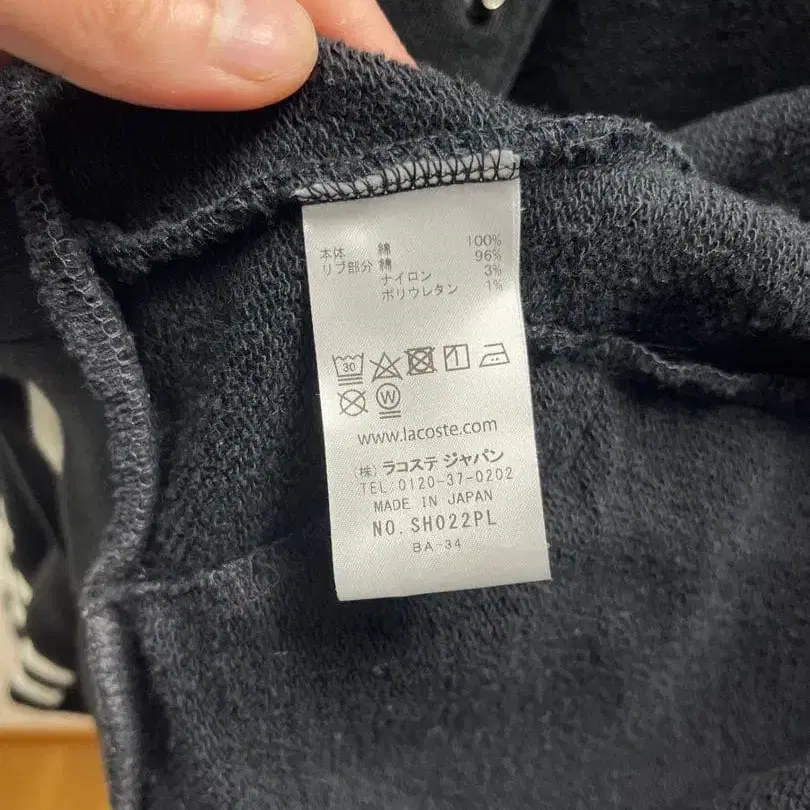 本体 綿 100%
リブ部分 綿 96%
ナイロン 3%
ポリウレタン 1%
30
W
www.lacoste.com
(株) ラコステ ジャパン
TEL.0120-37-0202
MADE IN JAPAN
NO. SH022PL
BA-34